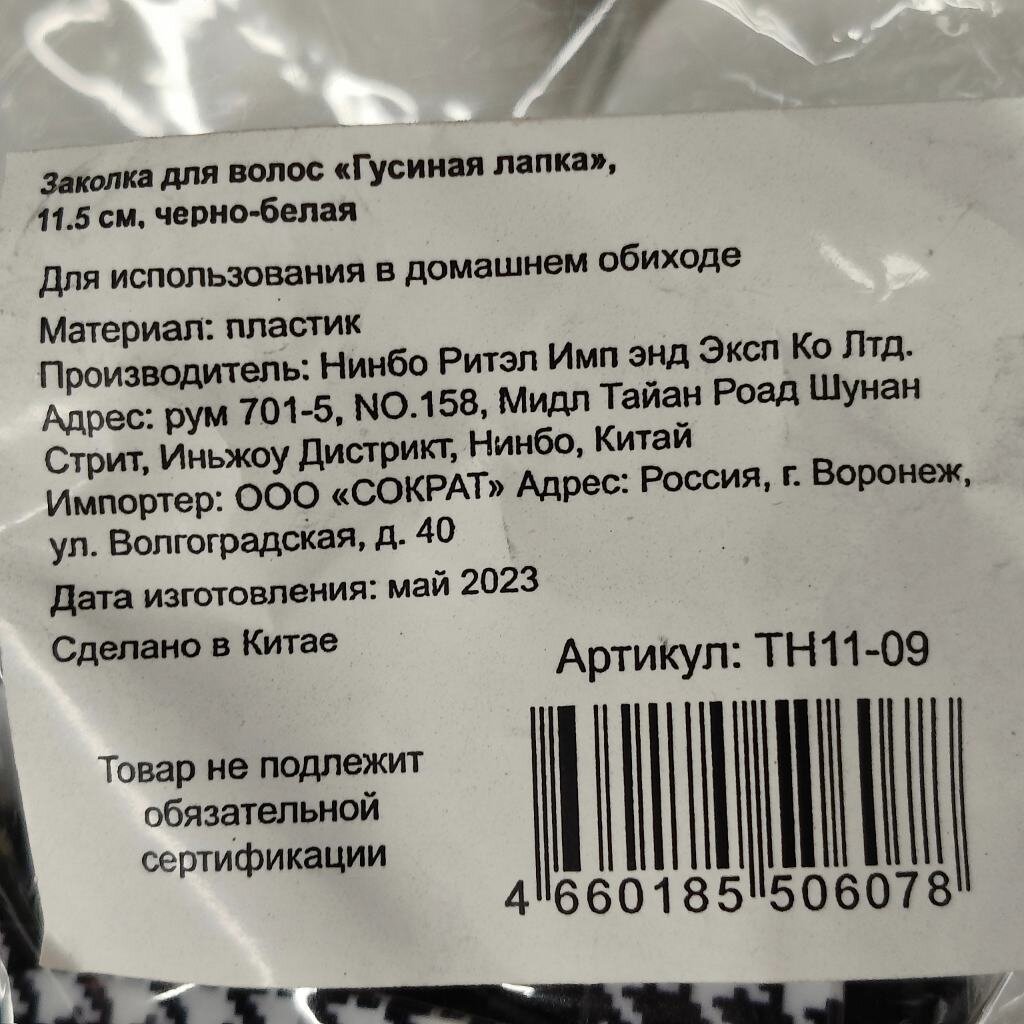 Заколка для волос «Гусиная лапка»,
11.5 см, черно-белая
Для использования в домашнем обиходе
Материал: пластик
Производитель: Нинбо Ритэл Имп энд Эксп Ко Лтд.
Адрес: рум 701-5, NO.158, Мидл Тайан Роад Шунан
Стрит, Иньжоу Дистрикт, Нинбо, Китай
Импортер: ООО «СОКРАТ» Адрес: Россия, г. Воронеж,
ул. Волгоградская, д. 40
Дата изготовления: май 2023
Сделано в Китае
Артикул: ТН11-09
Товар не подлежит
обязательной
сертификации
4 660185 506078